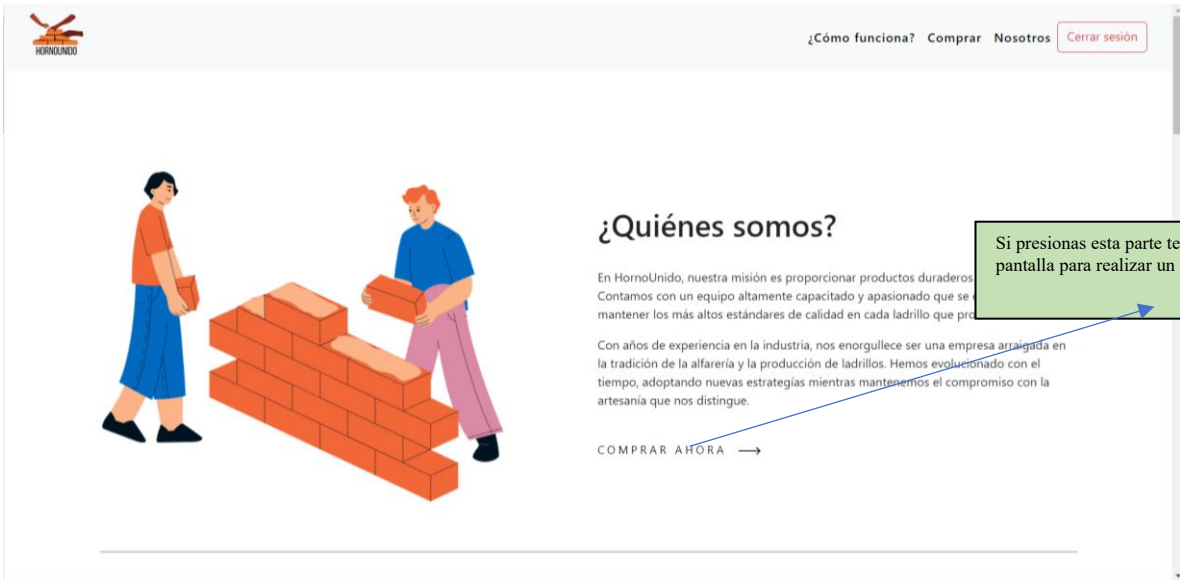 HORNOUNIDO
¿Cómo funciona? Comprar Nosotros Cerrar sesión
¿Quiénes somos?
En HornoUnido, nuestra misión es proporcionar productos duraderos
Contamos con un equipo altamente capacitado y apasionado que se
mantener los más altos estándares de calidad en cada ladrillo que
Con años de experiencia en la industria, nos enorgullece ser una empresa arraigada en
la tradición de la alfarería y la producción de ladrillos. Hemos evolucionado con el
tiempo, adoptando nuevas estrategías mientras mantenemos el compromiso con la
artesanía que nos distingue.
COMPRAR AHORA
Si presionas esta parte te
pantalla para realizar un